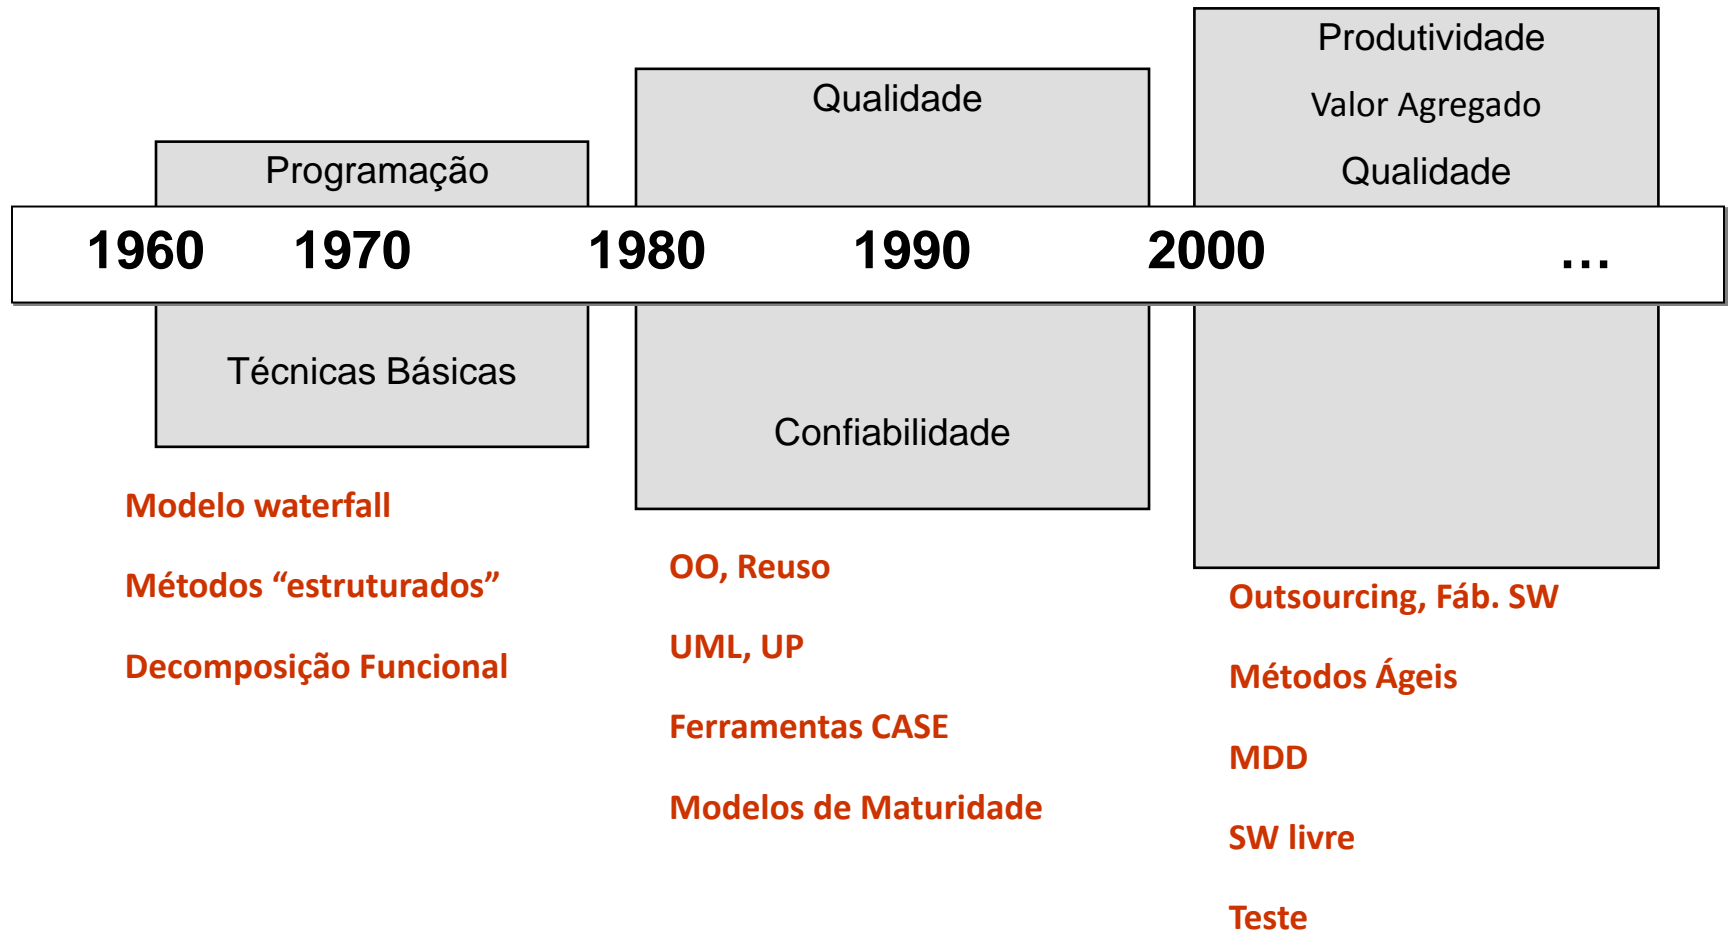 Programação
Qualidade
Produtividade
Valor Agregado
Qualidade
1960 1970 1980 1990 2000 ...
Técnicas Básicas
Confiabilidade
Modelo waterfall
Métodos “estruturados”
Decomposição Funcional
OO, Reuso
UML, UP
Ferramentas CASE
Modelos de Maturidade
Outsourcing, Fáb. SW
Métodos Ágeis
MDD
SW livre
Teste